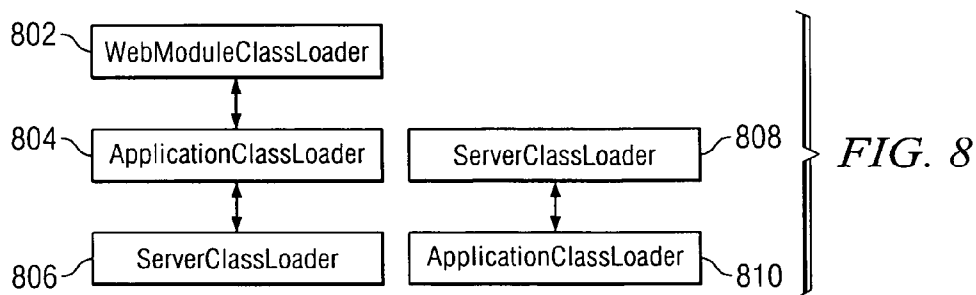 802 WebModuleClassLoader
804 ApplicationClassLoader ServerClassLoader 808
FIG. 8
806 ServerClassLoader ApplicationClassLoader 810